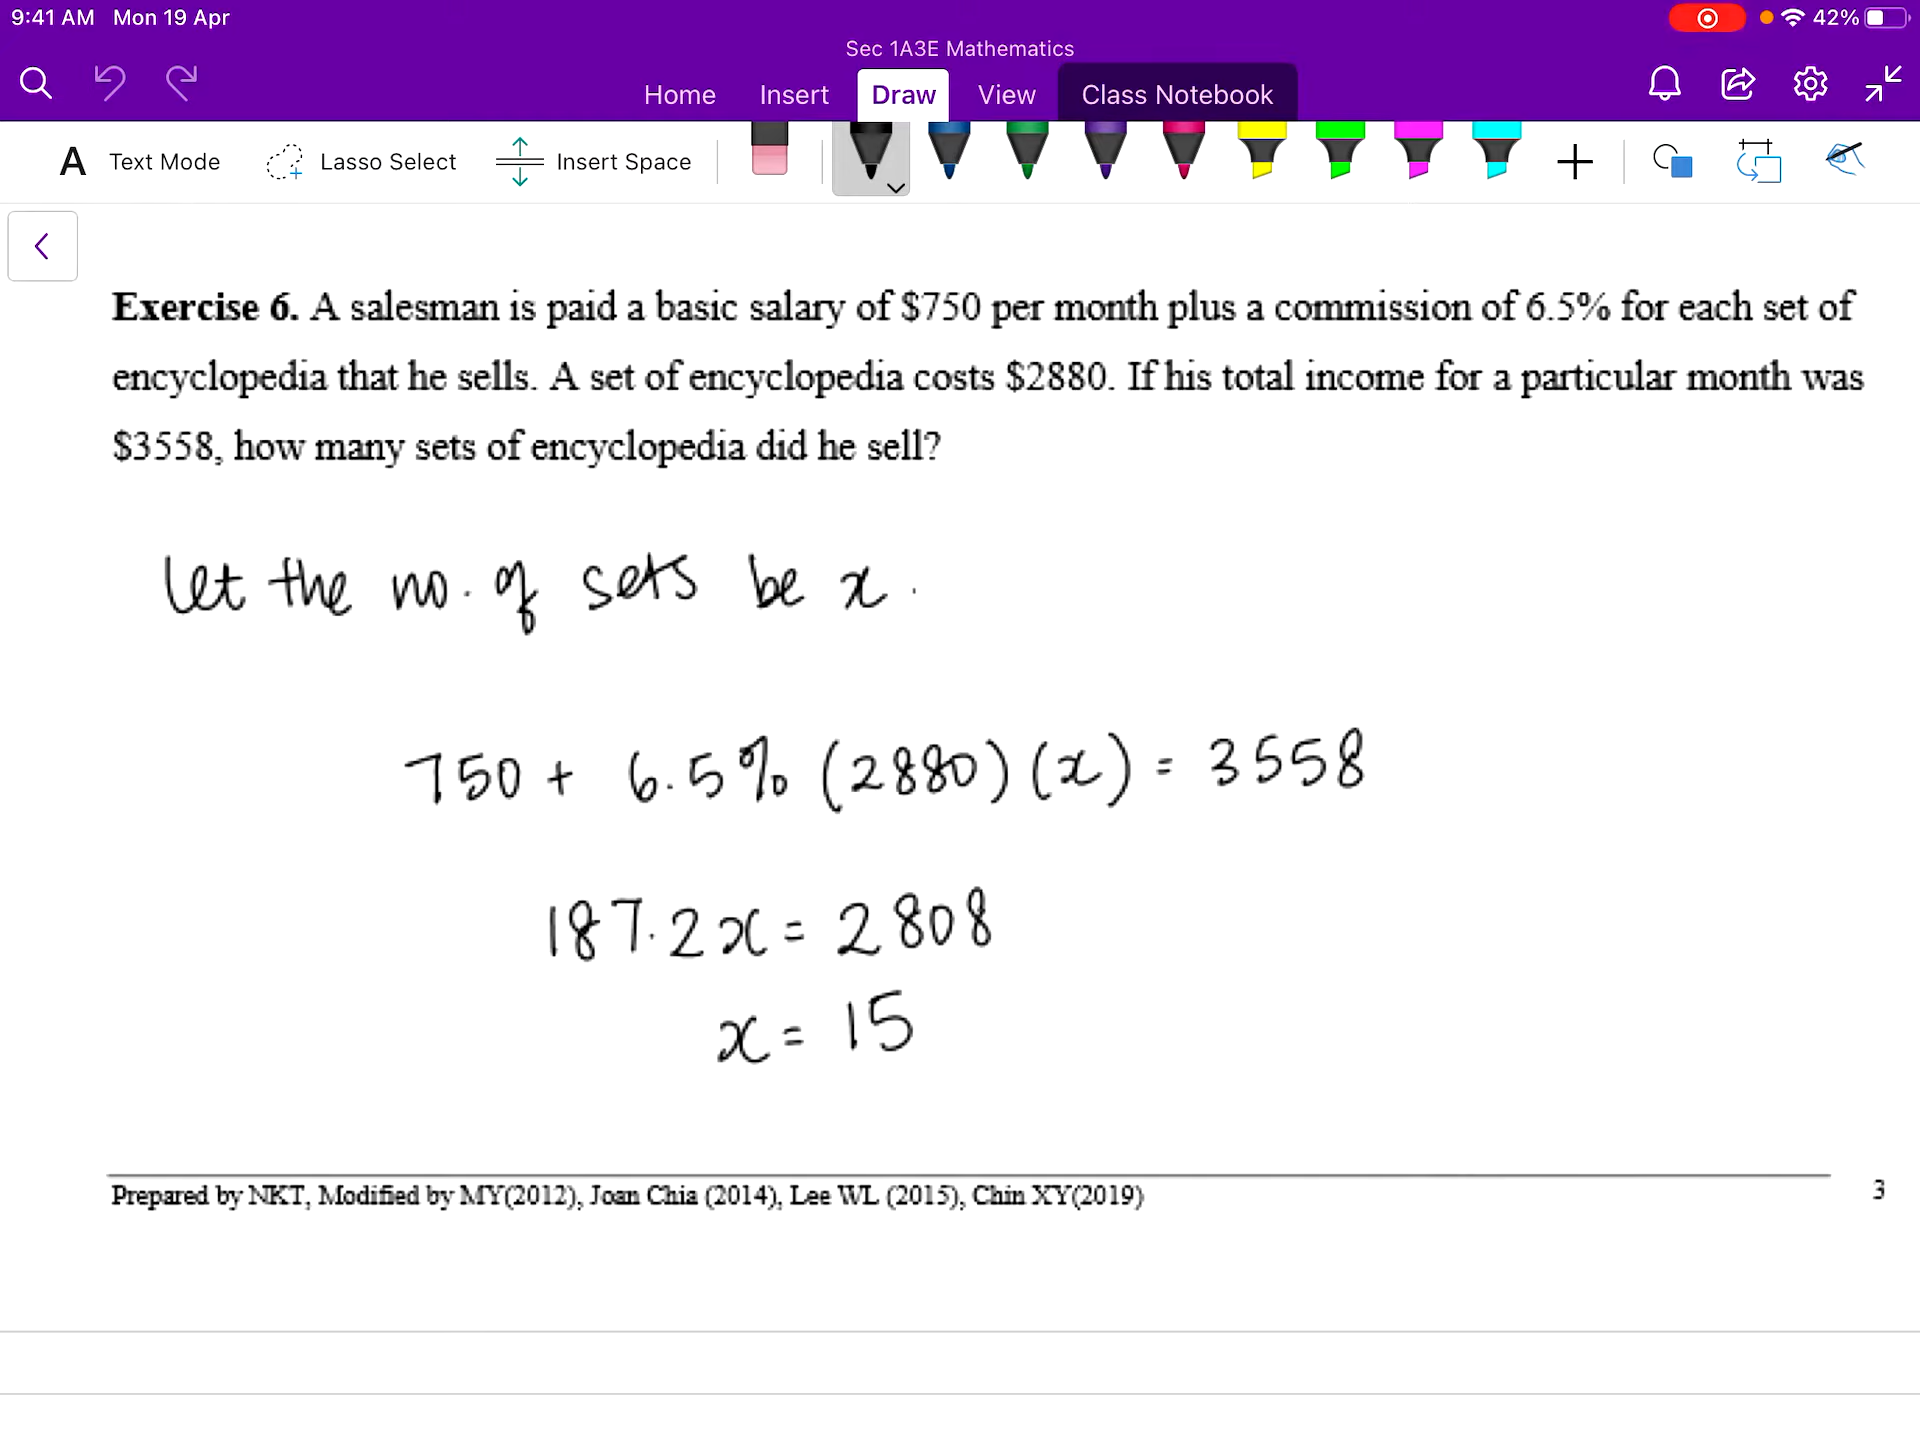 9:41 AM Mon 19 Apr 42%
Sec 1A3E Mathematics
Home Insert Draw View Class Notebook
A Text Mode Lasso Select Insert Space
Exercise 6. A salesman is paid a basic salary of $750 per month plus a commission of 6.5% for each set of
encyclopedia that he sells. A set of encyclopedia costs $2880. If his total income for a particular month was
$3558, how many sets of encyclopedia did he sell?
Let the no. of sets be x.
750 + 6.5% (2880)(x) = 3558
187.2x = 2808
x = 15
Prepared by NKT, Modified by MY(2012), Joan Chia (2014), Lee WL (2015), Chin XY(2019) 3